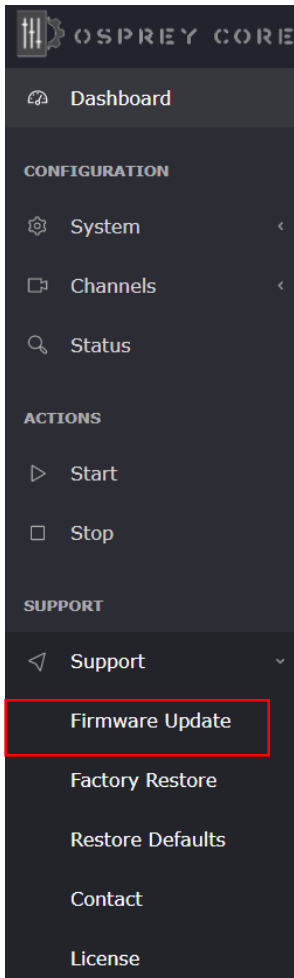 OSPREY CORE
Dashboard
CONFIGURATION
System
Channels
Status
ACTIONS
Start
Stop
SUPPORT
Support
Firmware Update
Factory Restore
Restore Defaults
Contact
License